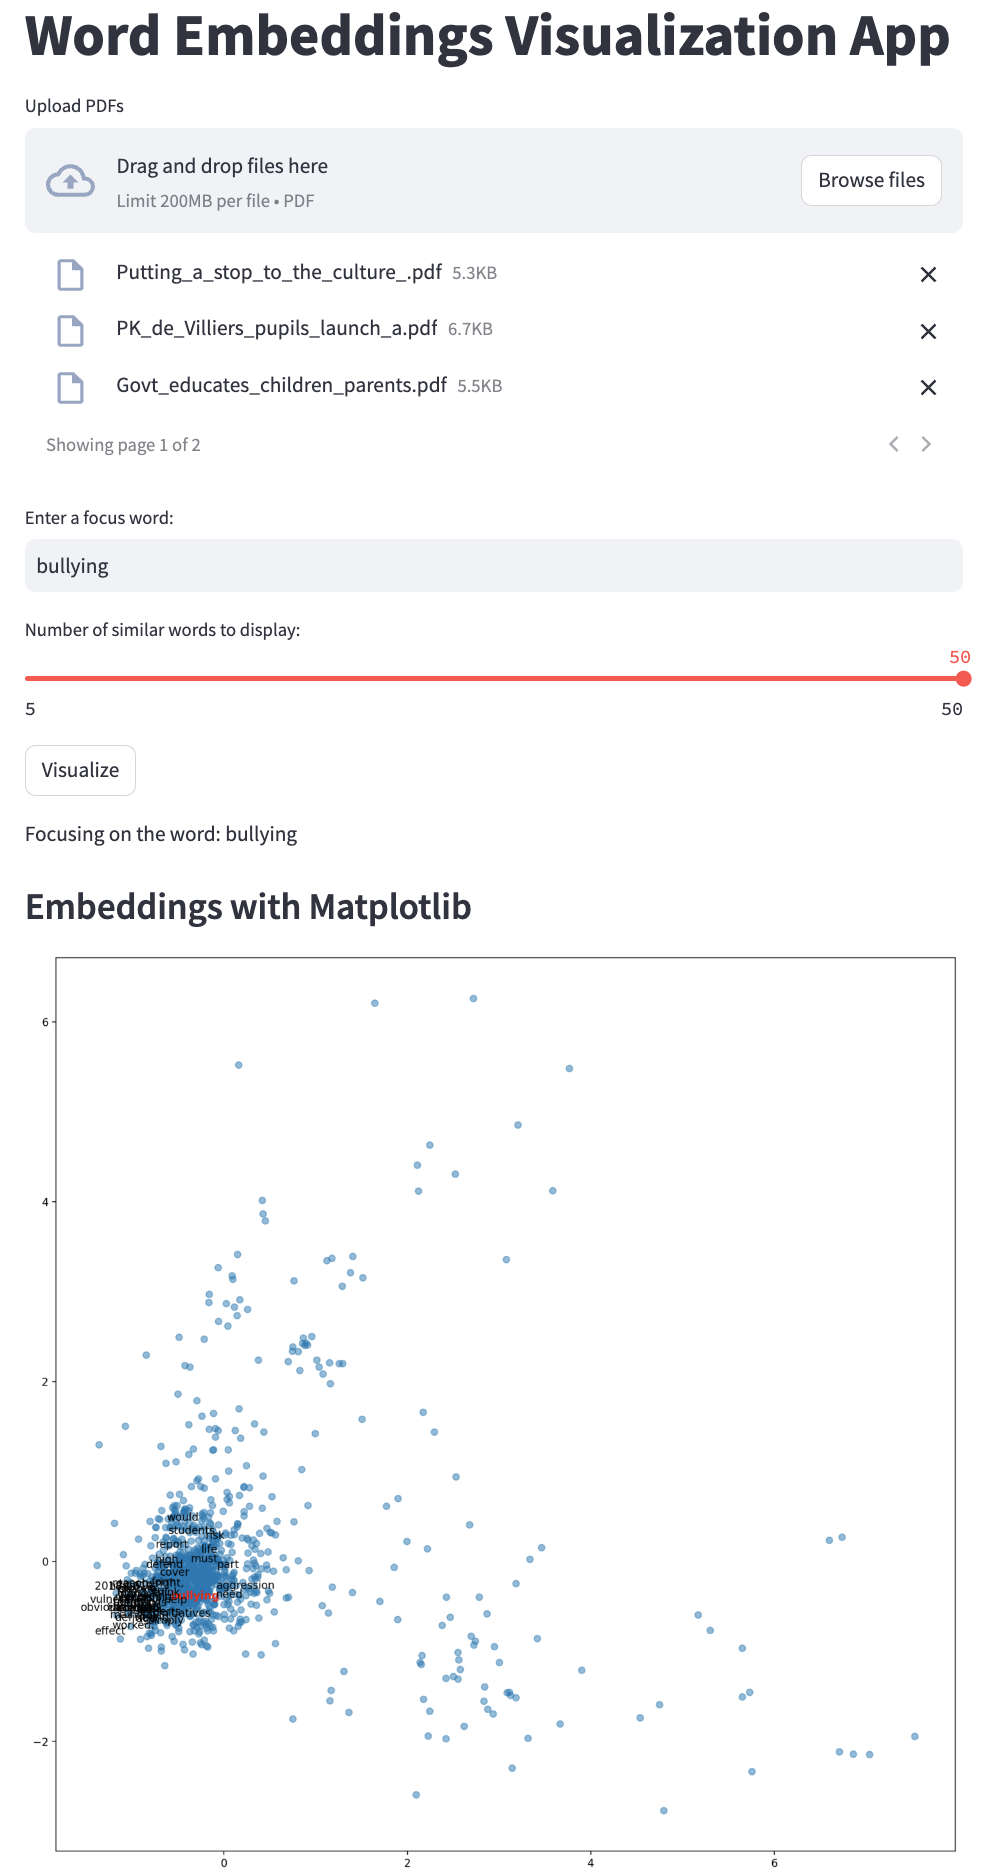 Word Embeddings Visualization App
Upload PDFs
Drag and drop files here
Limit 200MB per file • PDF
Browse files
Putting_a_stop_to_the_culture_.pdf 5.3KB
PK_de_Villiers_pupils_launch_a.pdf 6.7KB
Govt_educates_children_parents.pdf 5.5KB
Showing page 1 of 2
Enter a focus word:
bullying
Number of similar words to display:
50
5 50
Visualize
Focusing on the word: bullying
Embeddings with Matplotlib
6
4
2
would
students
risk
report
life
0
high
must
defend
part
cover
aggression
need
bullying
worked.
effect
−2
0 2 4 6